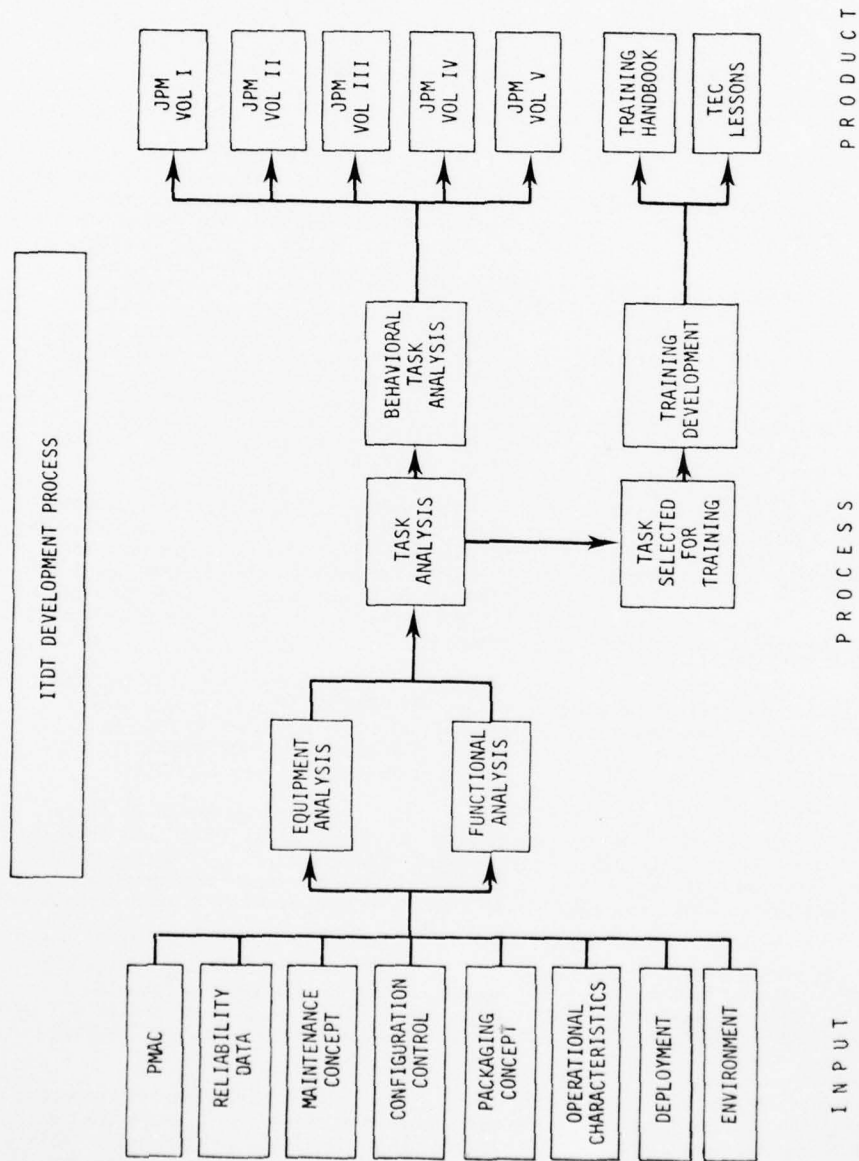 ITDT DEVELOPMENT PROCESS
PMAC
RELIABILITY
DATA
MAINTENANCE
CONCEPT
CONFIGURATION
CONTROL
PACKAGING
CONCEPT
OPERATIONAL
CHARACTERISTICS
DEPLOYMENT
ENVIRONMENT
EQUIPMENT
ANALYSIS
FUNCTIONAL
ANALYSIS
TASK
ANALYSIS
BEHAVIORAL
TASK
ANALYSIS
TASK
SELECTED
FOR
TRAINING
TRAINING
DEVELOPMENT
JPM
VOL I
JPM
VOL II
JPM
VOL III
JPM
VOL IV
JPM
VOL V
TRAINING
HANDBOOK
TEC
LESSONS
INPUT
PROCESS
PRODUCT